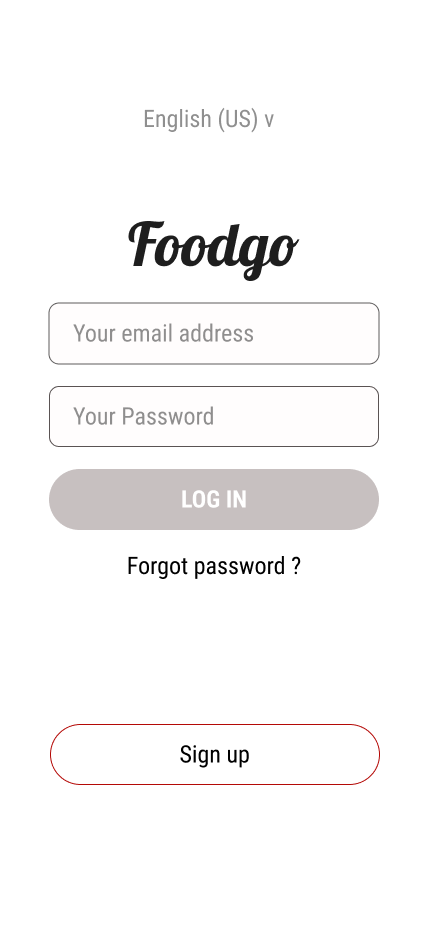 English (US) v
Foodgo
Your email address
Your Password
LOG IN
Forgot password ?
Sign up